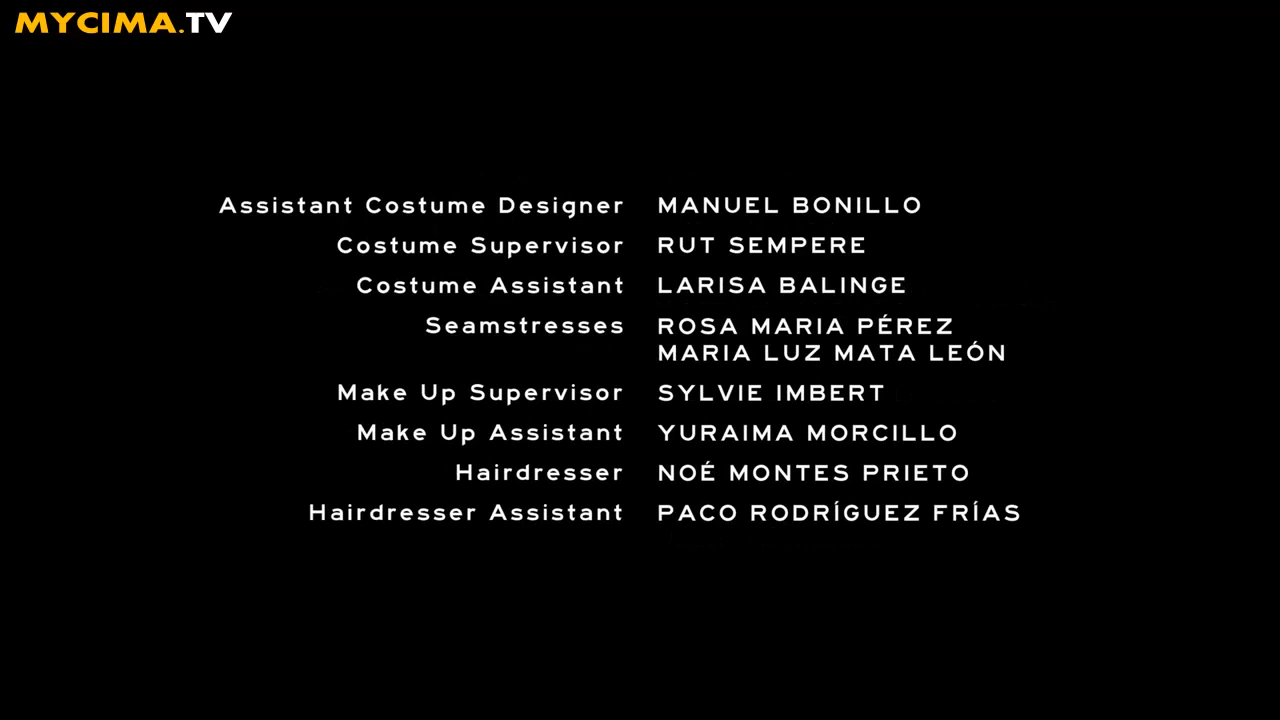 MYCIMA.TV
Assistant Costume Designer MANUEL BONILLO
Costume Supervisor RUT SEMPERE
Costume Assistant LARISA BALINGE
Seamstresses ROSA MARIA PÉREZ
MARIA LUZ MATA LEÓN
Make Up Supervisor SYLVIE IMBERT
Make Up Assistant YURAIMA MORCILLO
Hairdresser NOÉ MONTES PRIETO
Hairdresser Assistant PACO RODRÍGUEZ FRÍAS